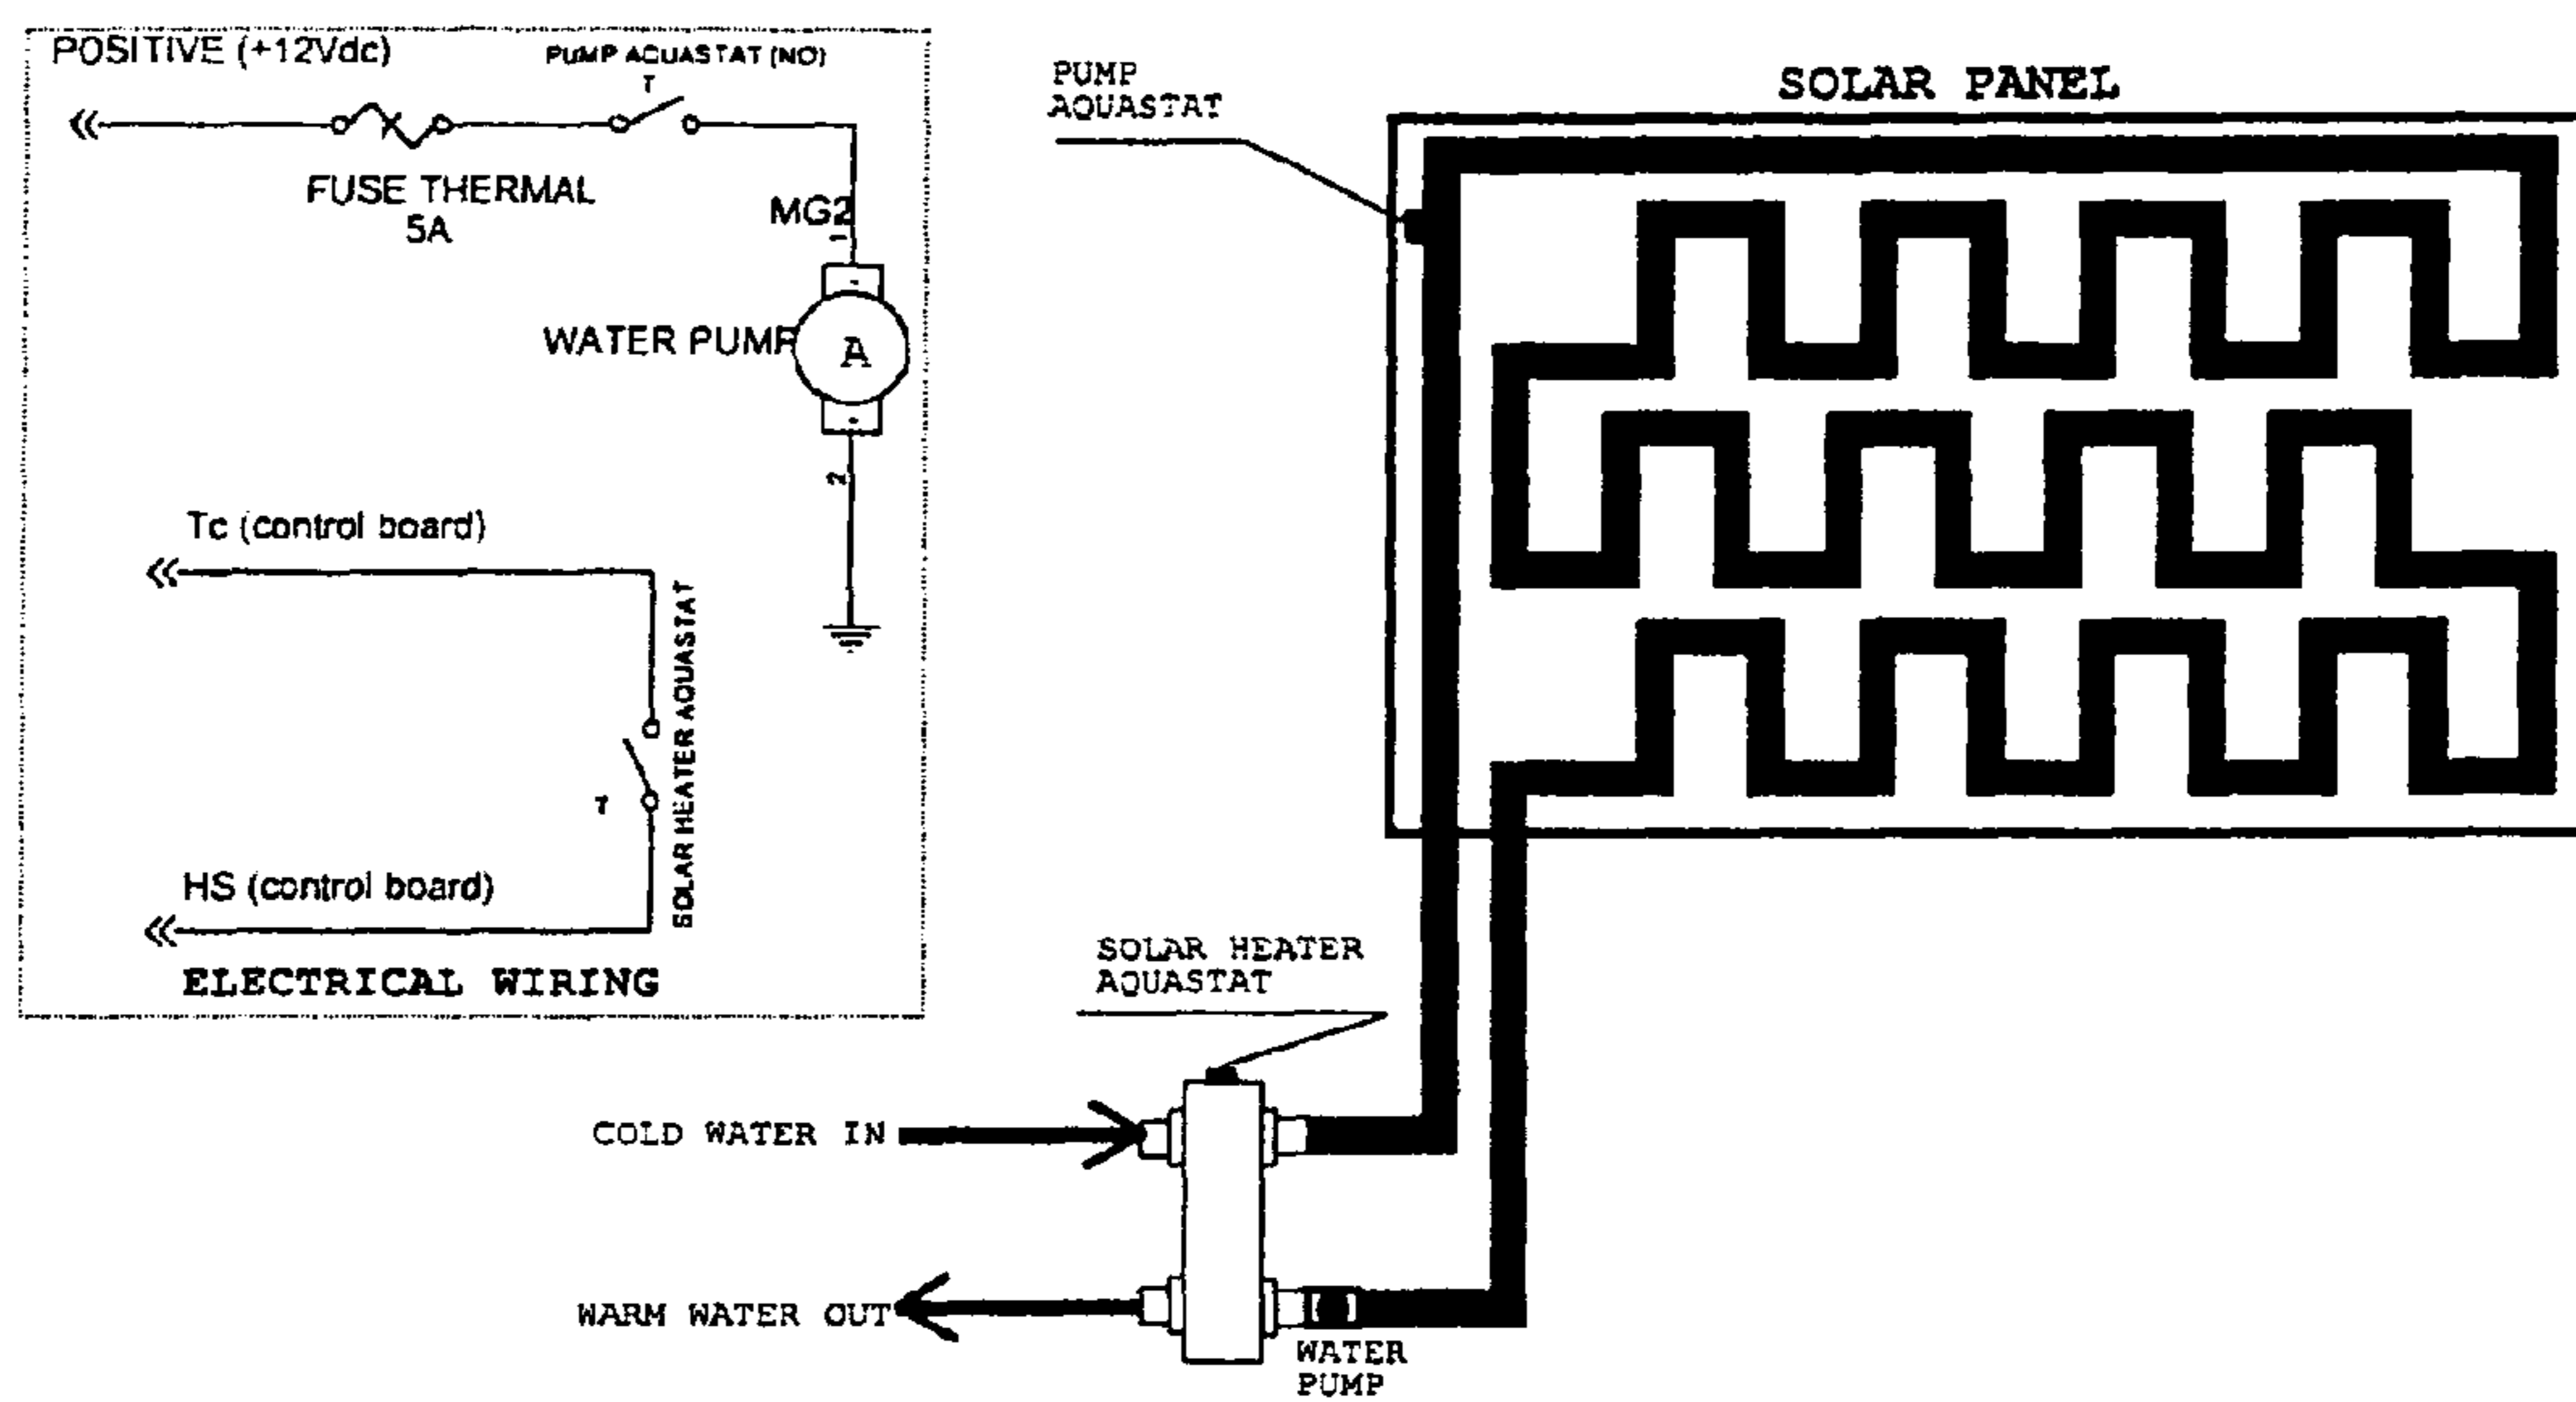 POSITIVE (+12Vdc)
PUMP AQUASTAT (NO)
T
FUSE THERMAL
5A
MG2
1
WATER PUMP
A
2
Tc (control board)
SOLAR HEATER AQUASTAT
T
HS (control board)
ELECTRICAL WIRING
PUMP
AQUASTAT
SOLAR PANEL
SOLAR HEATER
AQUASTAT
COLD WATER IN
WARM WATER OUT
WATER
PUMP